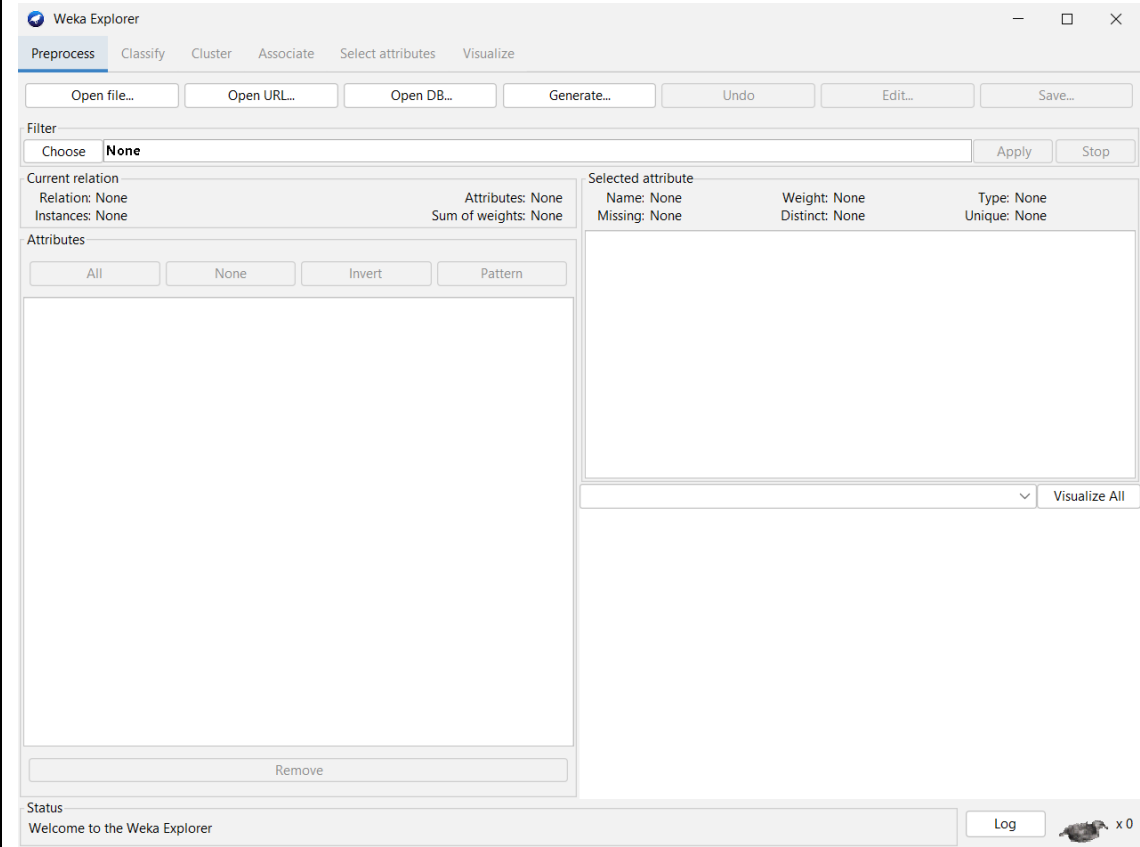 Weka Explorer
Preprocess Classify Cluster Associate Select attributes Visualize
Open file... Open URL... Open DB... Generate... Undo Edit... Save...
Filter
Choose None Apply Stop
Current relation
Relation: None Attributes: None
Instances: None Sum of weights: None
Selected attribute
Name: None Weight: None Type: None
Missing: None Distinct: None Unique: None
Attributes
All None Invert Pattern
Visualize All
Remove
Status
Welcome to the Weka Explorer
Log x 0